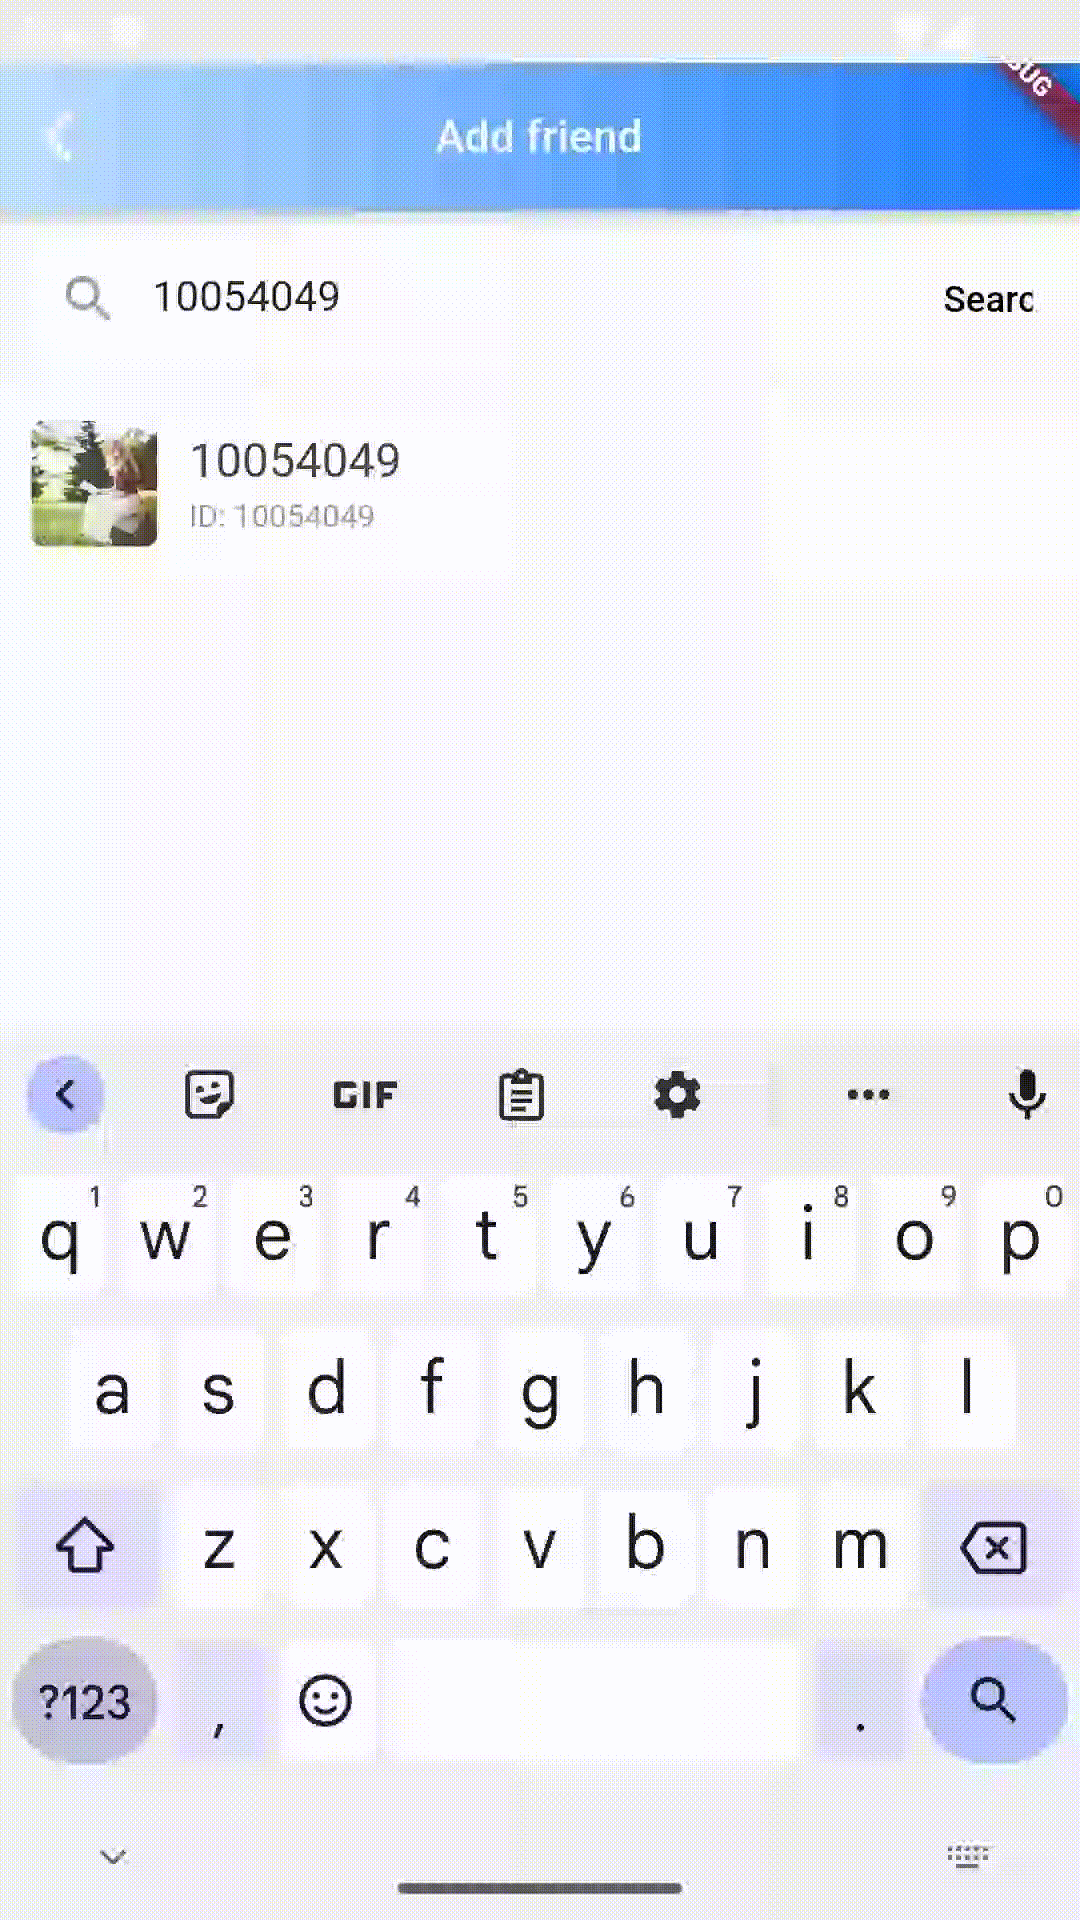 UG
Add friend
10054049
Searc
10054049
ID: 10054049
GIF
1 2 3 4 5 6 7 8 9 0
q w e r t y u i o p
a s d f g h j k l
z x c v b n m
?123 , .